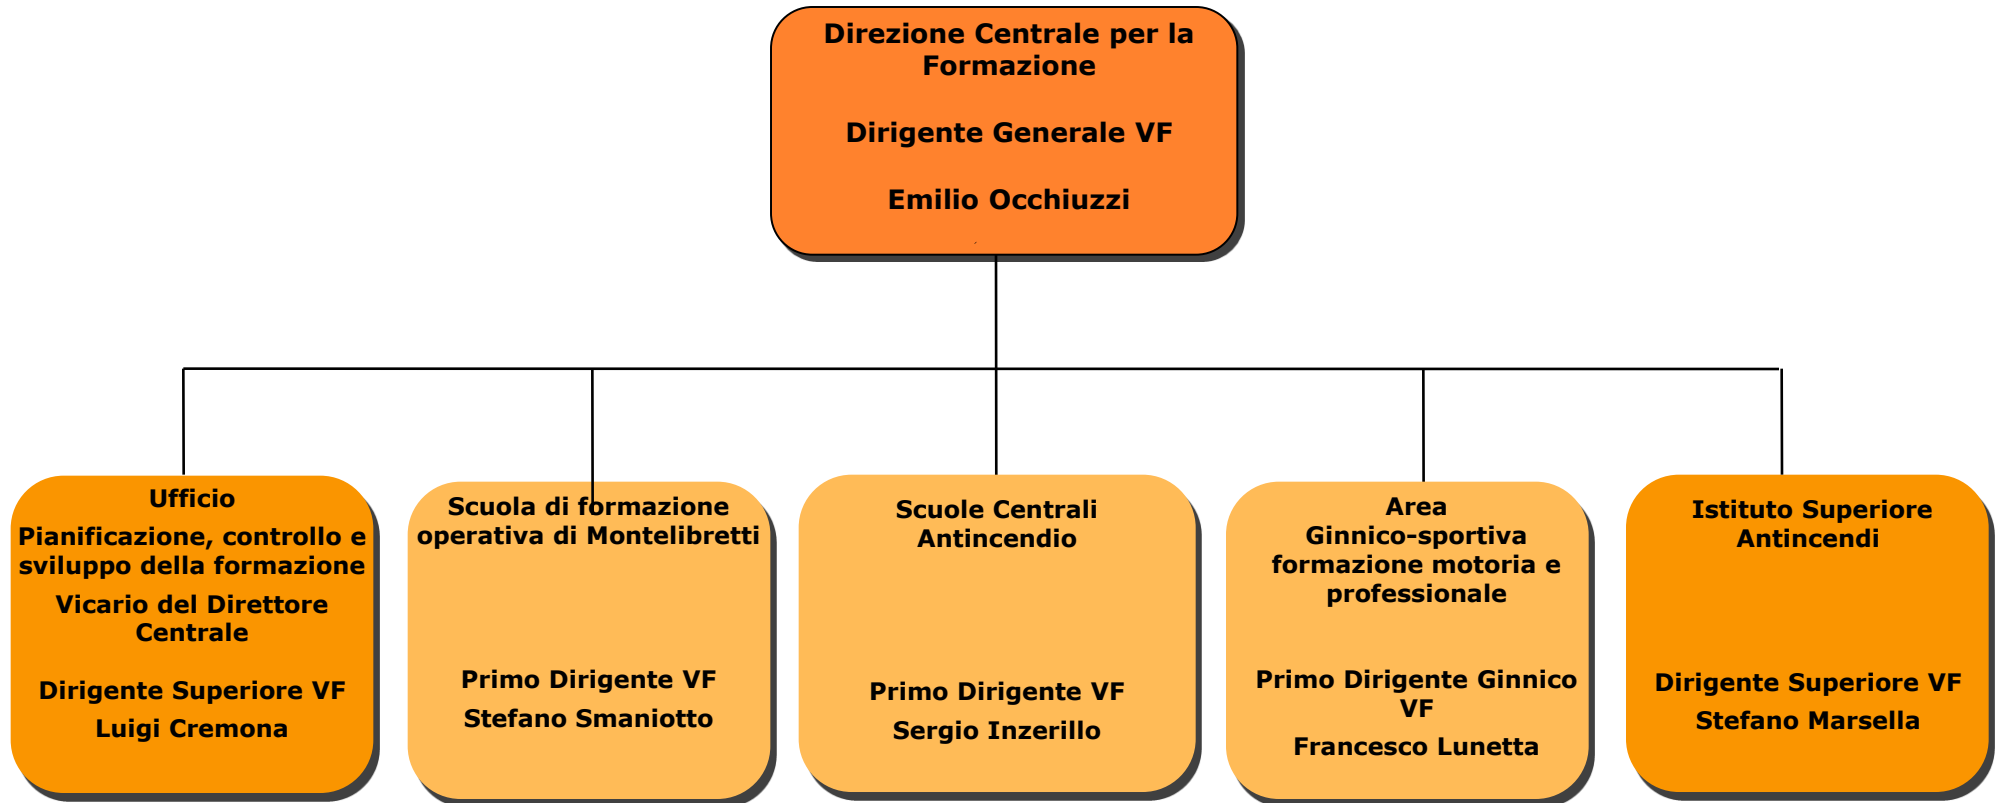 Direzione Centrale per la
Formazione
Dirigente Generale VF
Emilio Occhiuzzi
Ufficio
Pianificazione, controllo e
sviluppo della formazione
Vicario del Direttore
Centrale
Dirigente Superiore VF
Luigi Cremona
Scuola di formazione
operativa di Montelibretti
Primo Dirigente VF
Stefano Smaniotto
Scuole Centrali
Antincendio
Primo Dirigente VF
Sergio Inzerillo
Area
Ginnico-sportiva
formazione motoria e
professionale
Primo Dirigente Ginnico
VF
Francesco Lunetta
Istituto Superiore
Antincendi
Dirigente Superiore VF
Stefano Marsella